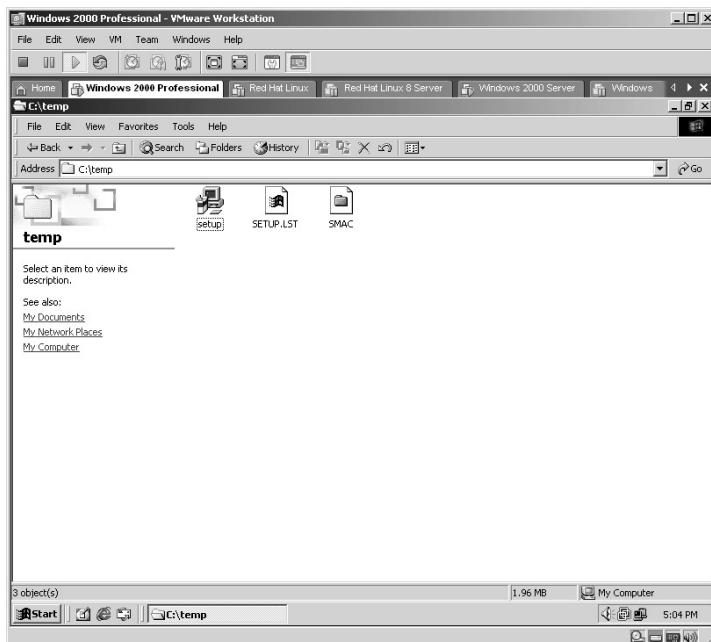 Windows 2000 Professional - VMware Workstation
File Edit View VM Team Windows Help
Home Windows 2000 Professional Red Hat Linux Red Hat Linux 8 Server Windows 2000 Server Windows
C:\temp
File Edit View Favorites Tools Help
Back Search Folders History
Address C:\temp Go
setup SETUP.LST SMAC
temp
Select an item to view its
description.
See also:
My Documents
My Network Places
My Computer
3 object(s) 1.96 MB My Computer
Start C:\temp 5:04 PM